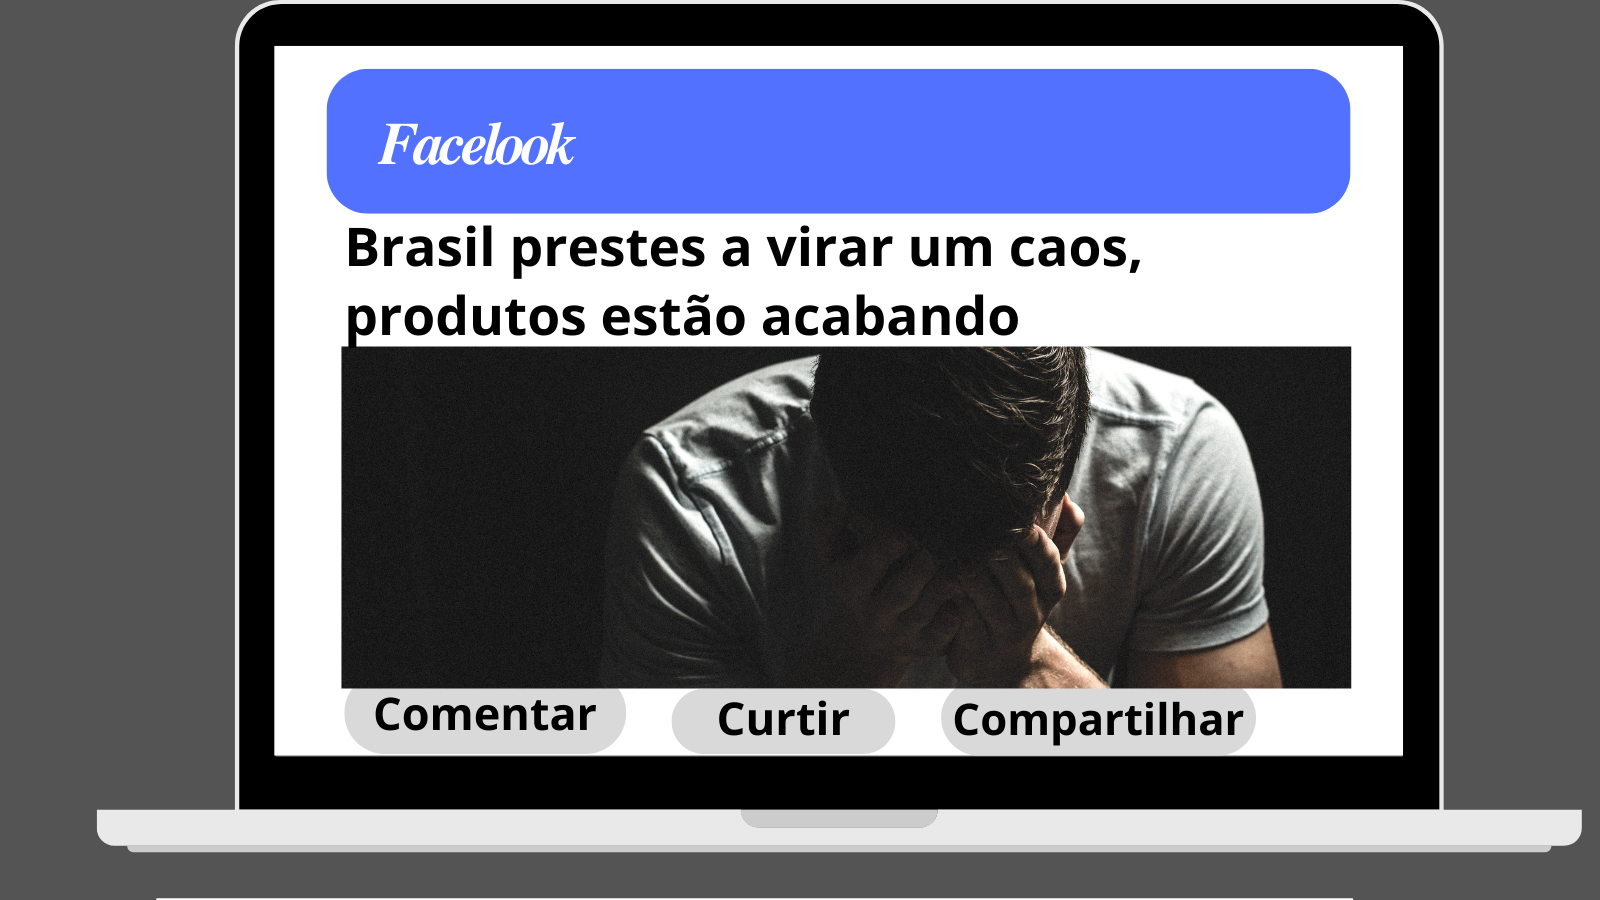 Facelook
Brasil prestes a virar um caos,
produtos estão acabando
Comentar
Curtir
Compartilhar